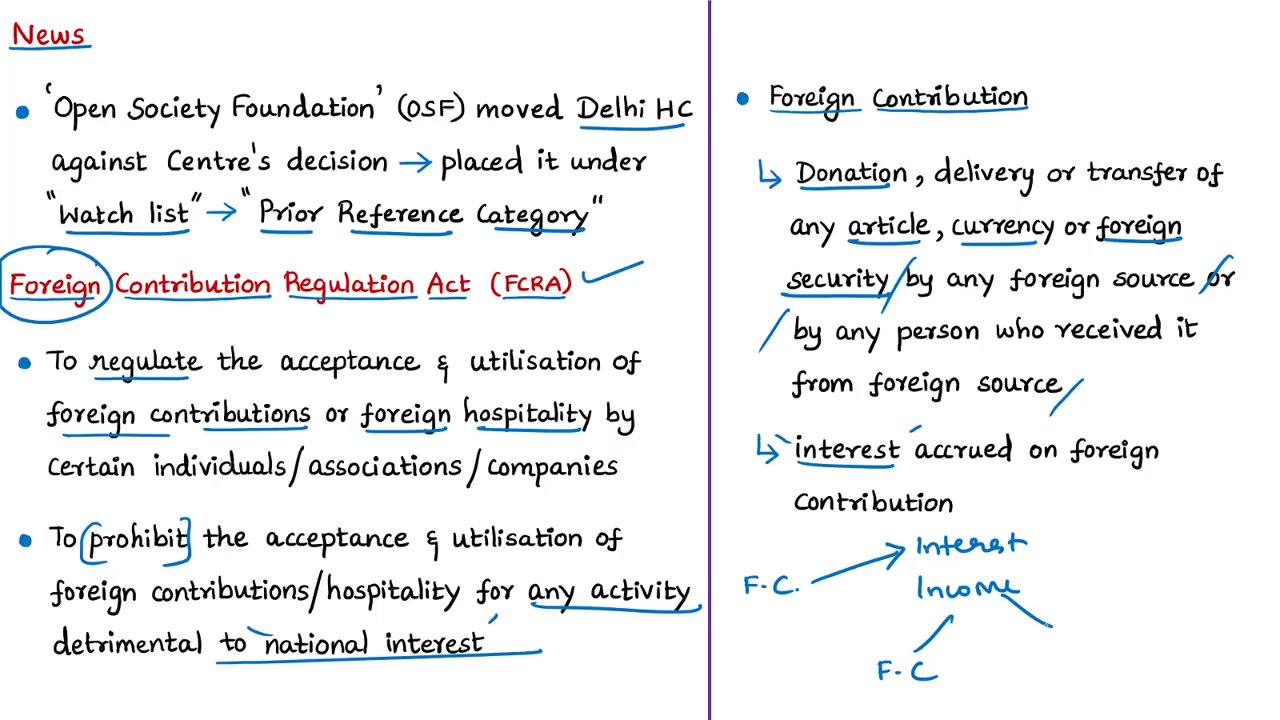 News
• 'Open Society Foundation' (OSF) moved Delhi HC
against Centre's decision → placed it under
"Watch list" → "Prior Reference Category"
Foreign Contribution Regulation Act (FCRA)
• To regulate the acceptance & utilisation of
foreign contributions or foreign hospitality by
certain individuals/associations/companies
• To [prohibit] the acceptance & utilisation of
foreign contributions/hospitality for any activity
detrimental to 'national interest'
• Foreign Contribution
↳ Donation, delivery or transfer of
any article, currency or foreign
security / by any foreign source / or
/ by any person who received it
from foreign source /
↳ 'interest' accrued on foreign
contribution
Interest
F.C. →
Income
F.C